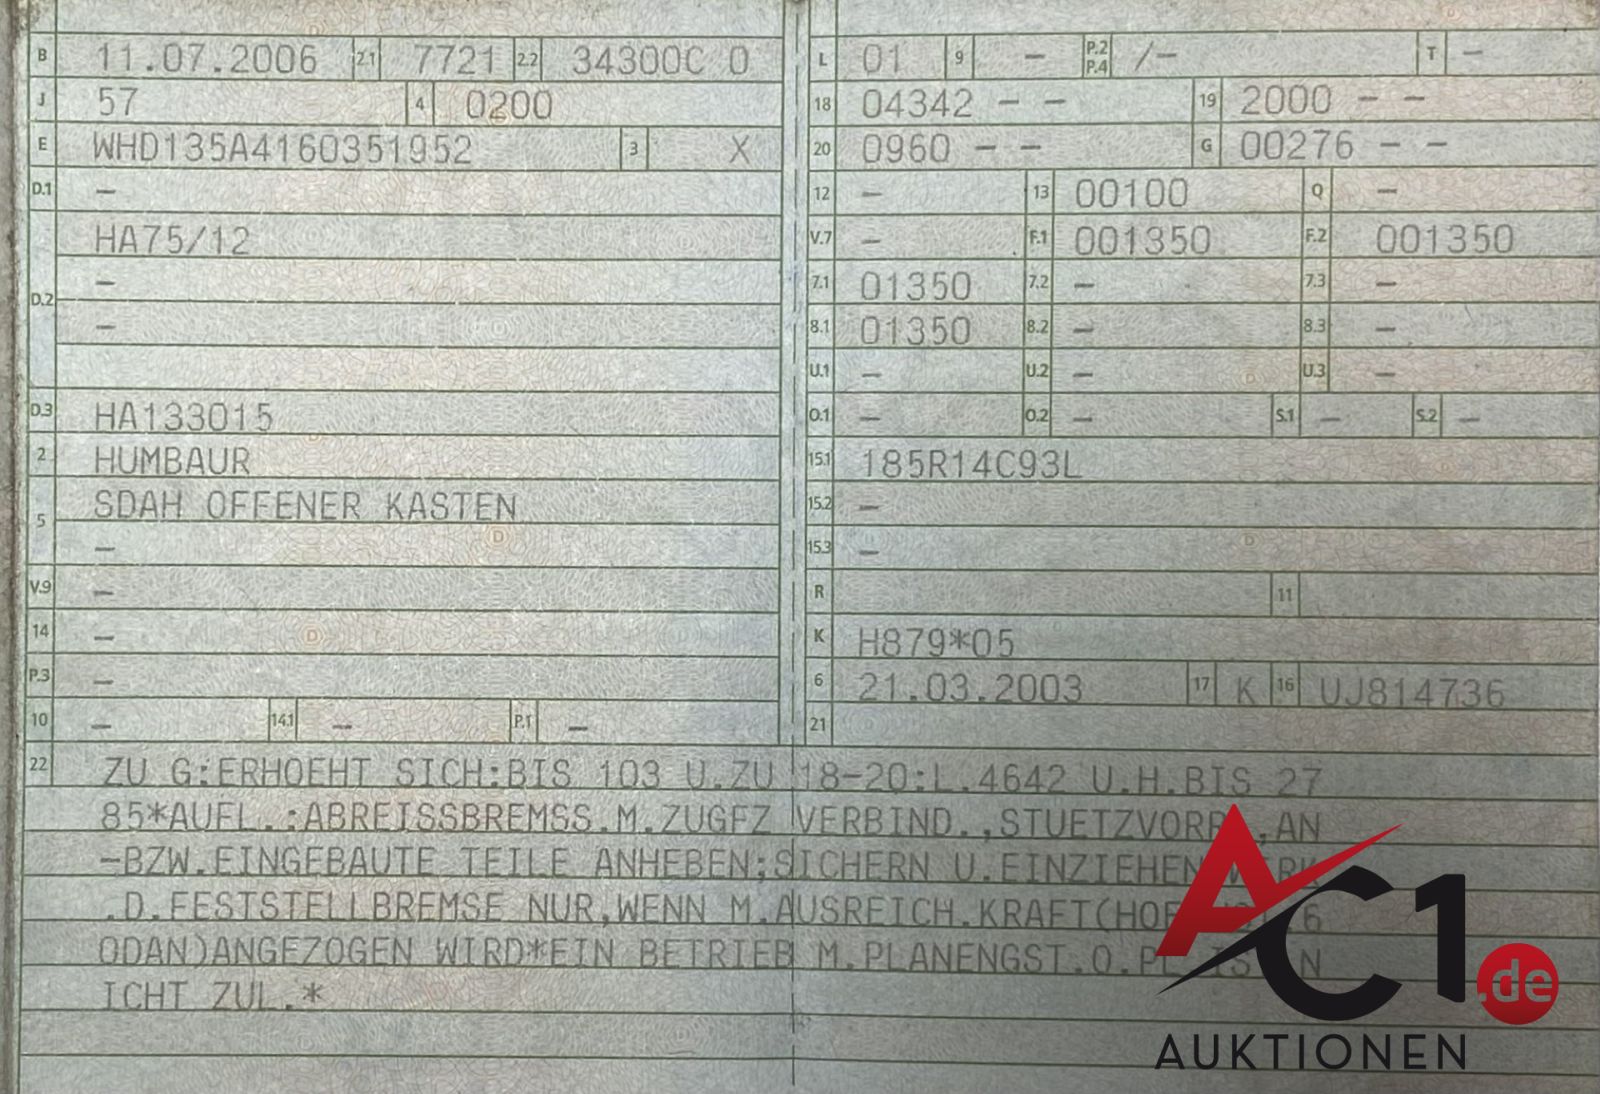 B 11.07.2006 2.1 7721 2.2 34300C 0
J 57 4 0200
E WHD135A4160351952 3 X
D.1 –
HA75/12
–
D.2
–
D.3 HA133015
2 HUMBAUR
5 SDAH OFFENER KASTEN
–
V.9 –
14 –
P.3 –
10 – 14.1 – P.1 –
L 01 9 – P.2 P.4 /– T –
18 04342 – – 19 2000 – –
20 0960 – – G 00276 – –
12 – 13 00100 Q –
V.7 – F.1 001350 F.2 001350
7.1 01350 7.2 – 7.3 –
8.1 01350 8.2 – 8.3 –
U.1 – U.2 – U.3 –
O.1 – O.2 – S.1 – S.2 –
15.1 185R14C93L
15.2 –
15.3 –
R 11
K H879*05
6 21.03.2003 17 K 16 UJ814736
21
22 ZU G:ERHOEHT SICH:BIS 103 U.ZU 18-20:L.4642 U.H.BIS 27
85*AUFL.:ABREISSBREMSS.M.ZUGFZ VERBIND.,STUETZVORR.,AN
-BZW.EINGEBAUTE TEILE ANHEBEN;SICHERN U.EINZIEHEN
.D.FESTSTELLBREMSE NUR,WENN M.AUSREICH.KRAFT 6
ODAN)ANGEZOGEN WIRD*EIN BETRIEB M.PLANENGST.O. N
ICHT ZUL.*
AC1.de
AUKTIONEN